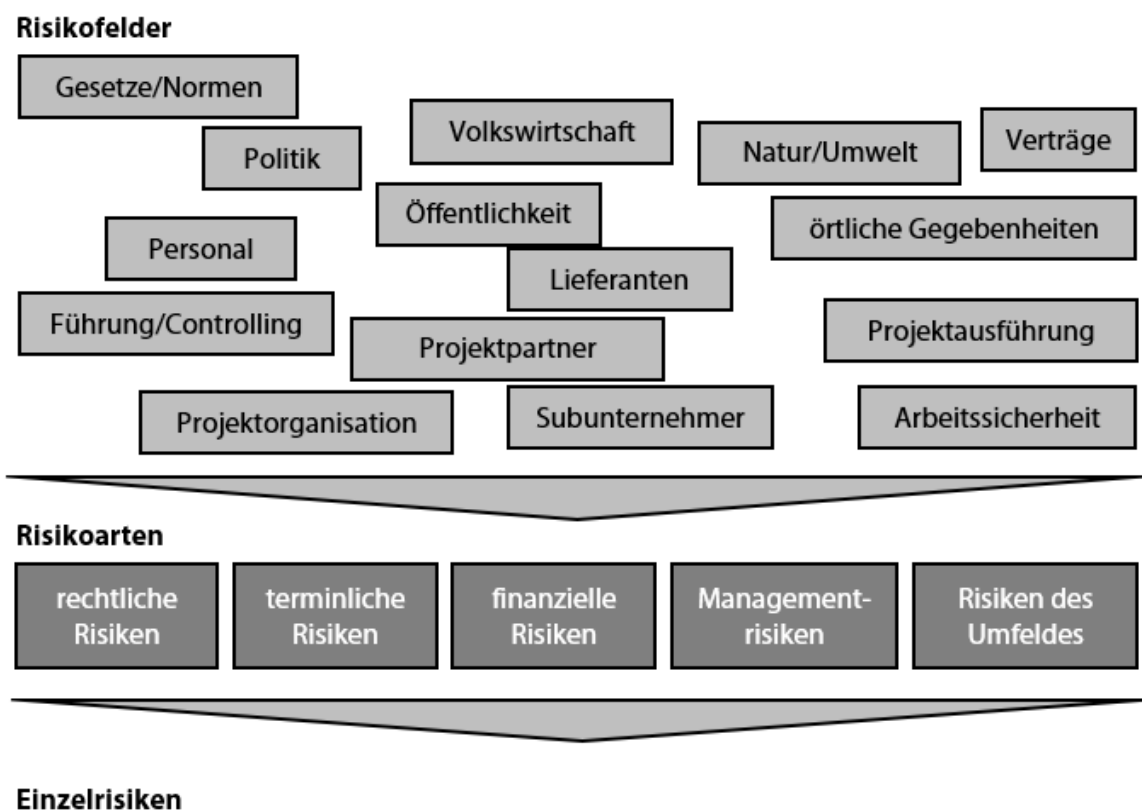 Risikofelder
Gesetze/Normen
Volkswirtschaft
Verträge
Politik
Natur/Umwelt
Öffentlichkeit
örtliche Gegebenheiten
Personal
Lieferanten
Führung/Controlling
Projektausführung
Projektpartner
Projektorganisation
Subunternehmer
Arbeitssicherheit
Risikoarten
rechtliche
Risiken
terminliche
Risiken
finanzielle
Risiken
Management-
risiken
Risiken des
Umfeldes
Einzelrisiken